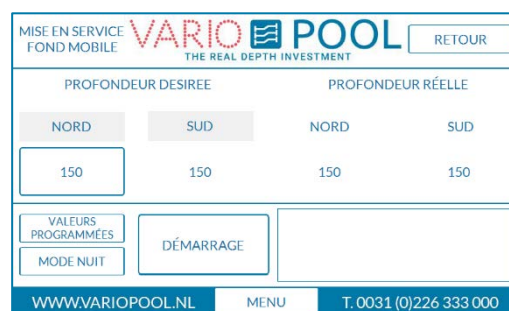 MISE EN SERVICE
FOND MOBILE
VARIO POOL
THE REAL DEPTH INVESTMENT
RETOUR
PROFONDEUR DESIREE
PROFONDEUR RÉELLE
NORD SUD NORD SUD
150 150 150 150
VALEURS
PROGRAMMÉES
MODE NUIT
DÉMARRAGE
WWW.VARIOPOOL.NL MENU T. 0031 (0)226 333 000